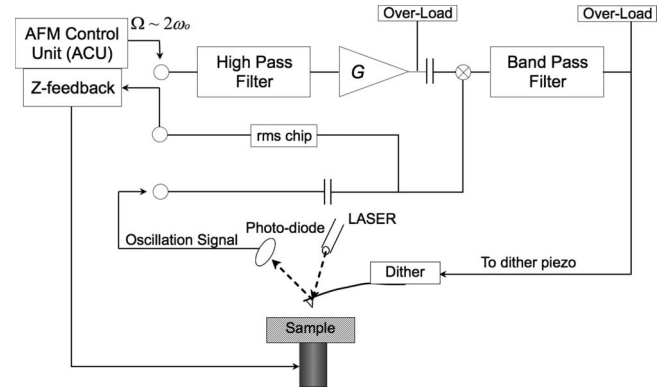 Over-Load
Over-Load
AFM Control
Unit (ACU)
Ω ~ 2ωₒ
High Pass
Filter
G
Band Pass
Filter
Z-feedback
rms chip
LASER
Photo-diode
Oscillation Signal
Dither
To dither piezo
Sample